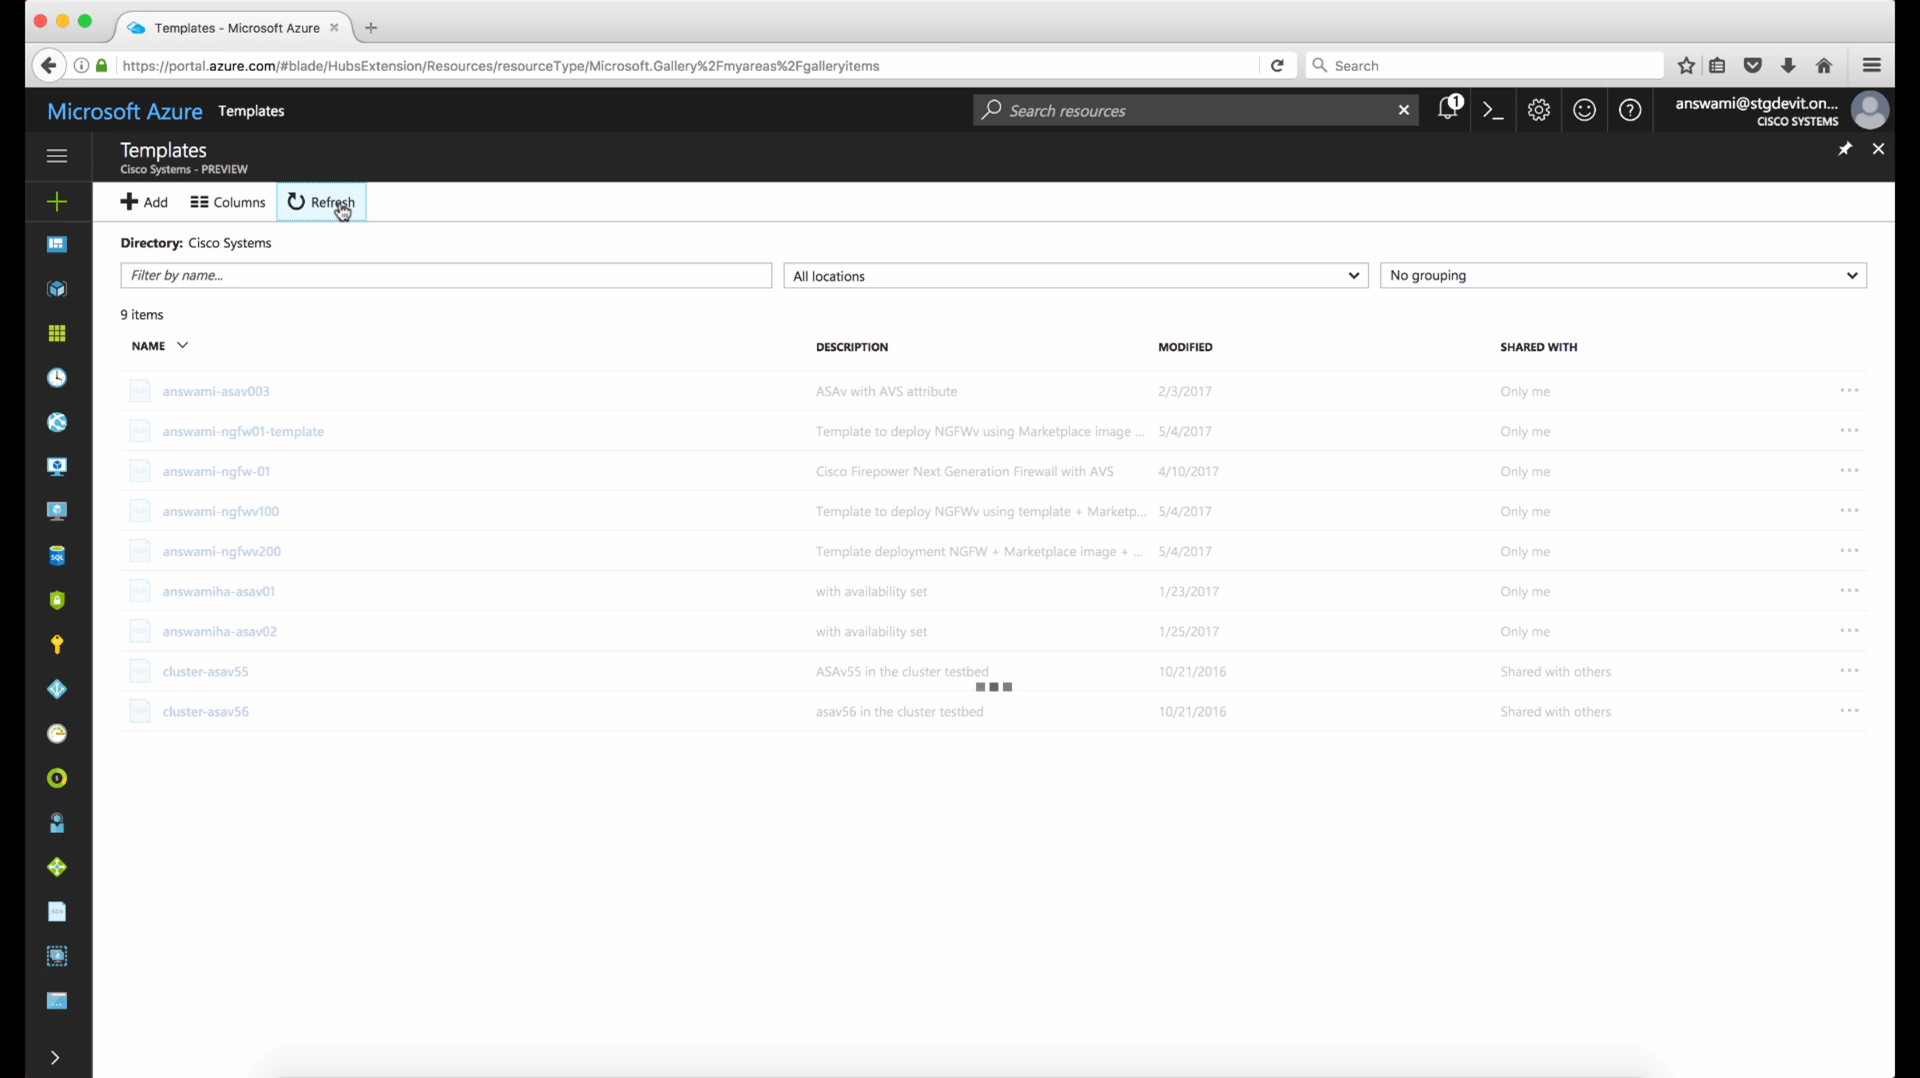 Templates - Microsoft Azure
https://portal.azure.com/#blade/HubsExtension/Resources/resourceType/Microsoft.Gallery%2Fmyareas%2Fgalleryitems
Search
Microsoft Azure Templates
Search resources
1
answami@stgdevit.on...
CISCO SYSTEMS
Templates
Cisco Systems - PREVIEW
Add Columns Refresh
Directory: Cisco Systems
Filter by name... All locations No grouping
9 items
NAME DESCRIPTION MODIFIED SHARED WITH
answami-asav003 ASAv with AVS attribute 2/3/2017 Only me ...
answami-ngfw01-template Template to deploy NGFWv using Marketplace image ... 5/4/2017 Only me ...
answami-ngfw-01 Cisco Firepower Next Generation Firewall with AVS 4/10/2017 Only me ...
answami-ngfwv100 Template to deploy NGFWv using template + Marketp... 5/4/2017 Only me ...
answami-ngfwv200 Template deployment NGFW + Marketplace image + ... 5/4/2017 Only me ...
answamiha-asav01 with availability set 1/23/2017 Only me ...
answamiha-asav02 with availability set 1/25/2017 Only me ...
cluster-asav55 ASAv55 in the cluster testbed 10/21/2016 Shared with others ...
cluster-asav56 asav56 in the cluster testbed 10/21/2016 Shared with others ...
SQL